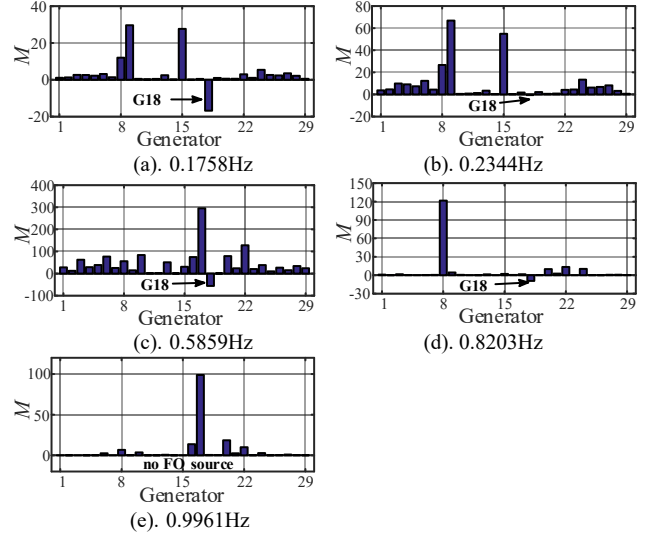 40
20
0
-20
M
G18
1 8 15 22 29
Generator
(a). 0.1758Hz
80
60
40
20
0
-20
M
G18
1 8 15 22 29
Generator
(b). 0.2344Hz
400
300
200
100
0
-100
M
G18
1 8 15 22 29
Generator
(c). 0.5859Hz
150
120
90
60
30
0
-30
M
G18
1 8 15 22 29
Generator
(d). 0.8203Hz
100
50
0
M
no FO source
1 8 15 22 29
Generator
(e). 0.9961Hz